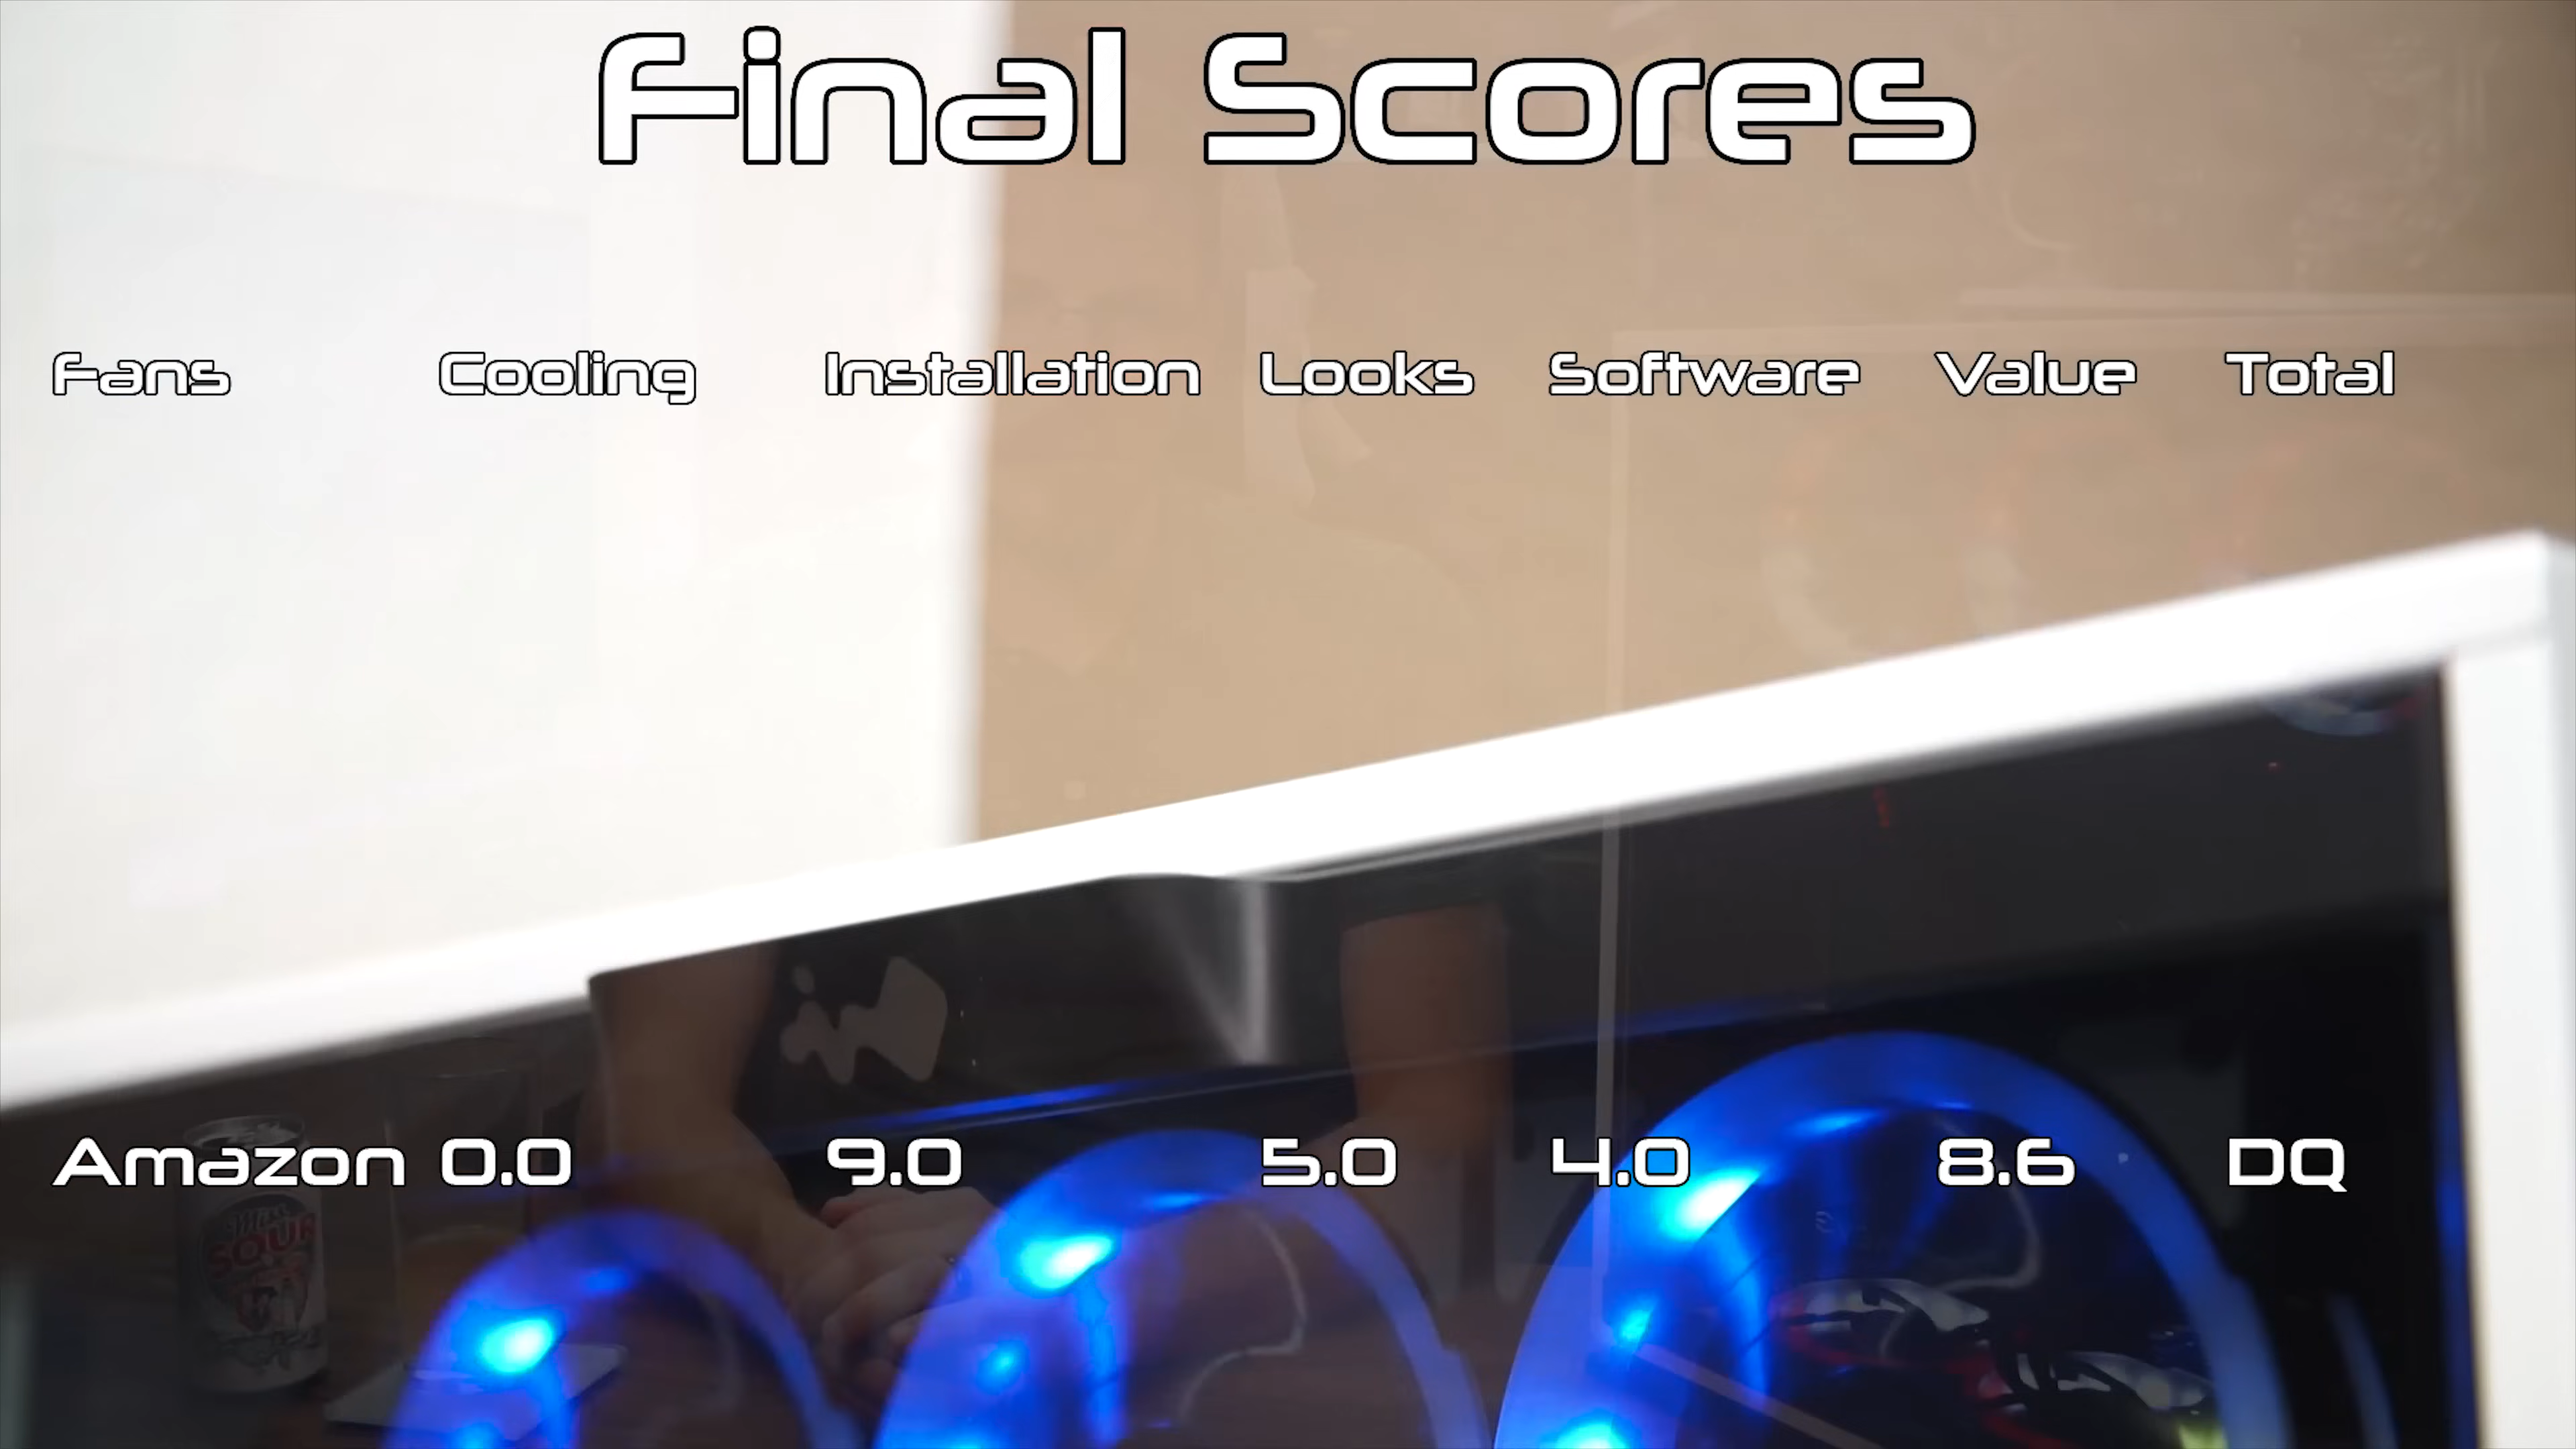 Final Scores
Fans Cooling Installation Looks Software Value Total
Amazon 0.0 9.0 5.0 4.0 8.6 DQ
SQUR